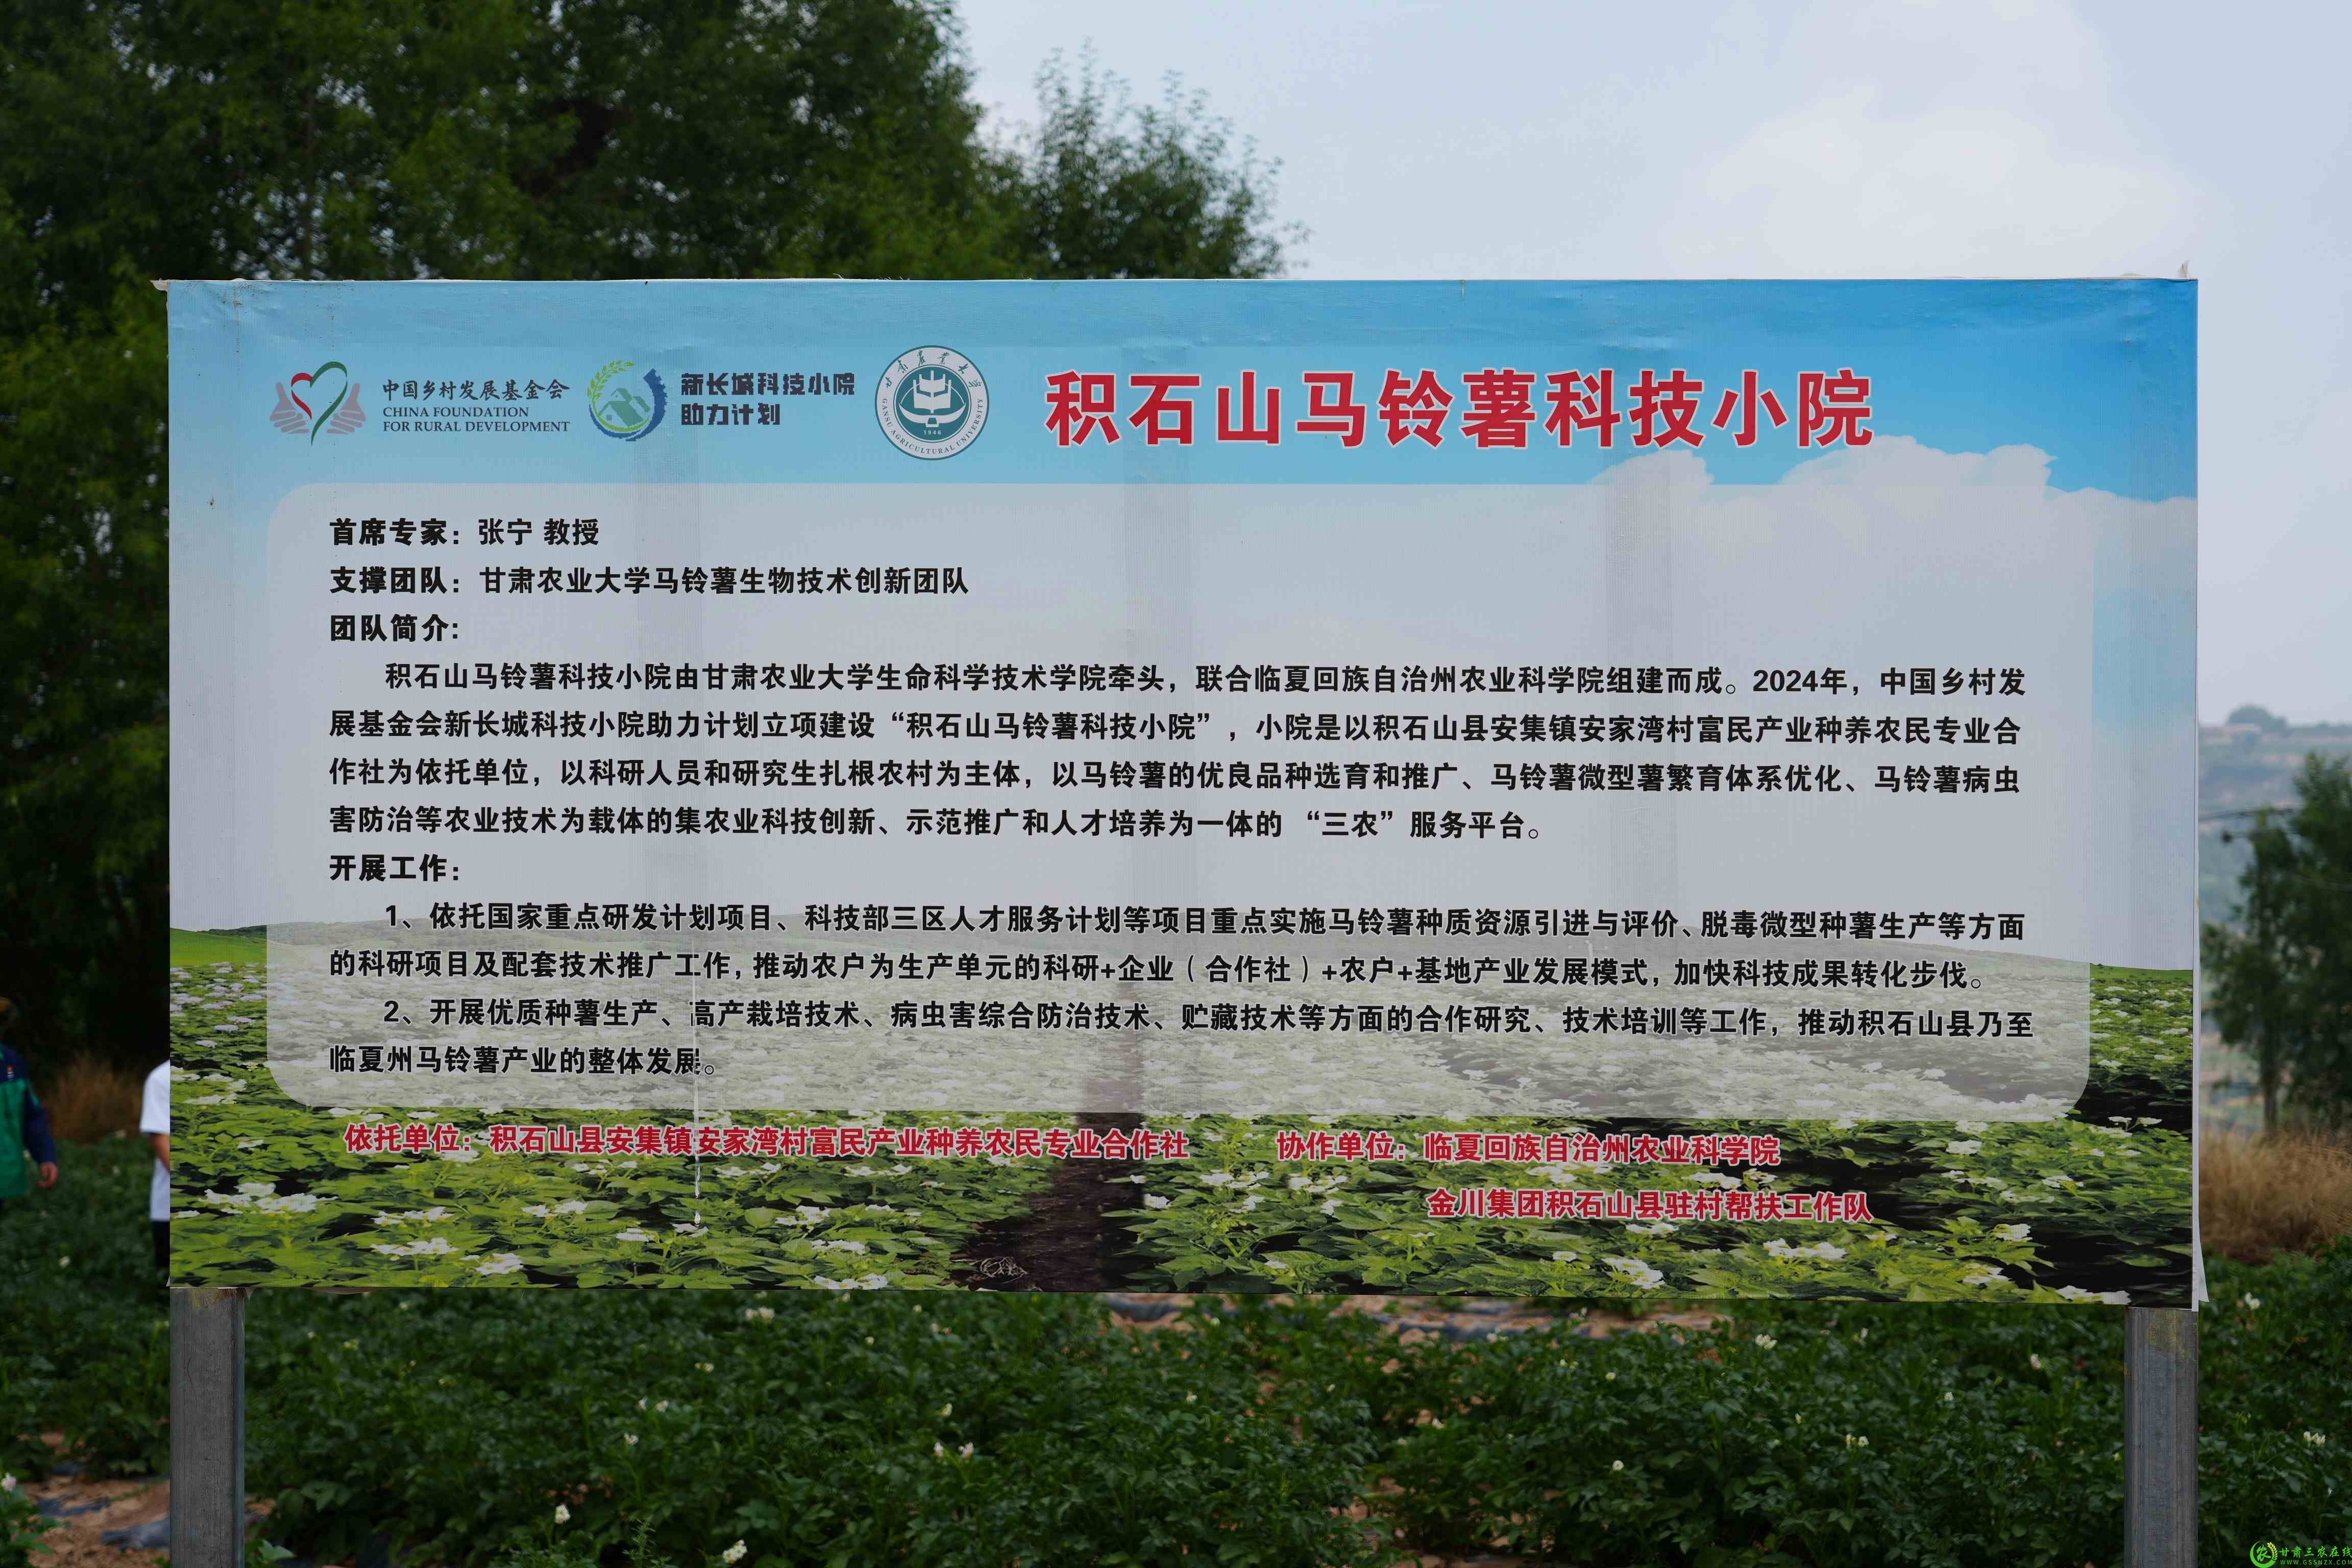 中国乡村发展基金会
CHINA FOUNDATION
FOR RURAL DEVELOPMENT
新长城科技小院
助力计划
甘肃农业大学
GANSU AGRICULTURAL UNIVERSITY
1946
积石山马铃薯科技小院
首席专家：张宁 教授
支撑团队：甘肃农业大学马铃薯生物技术创新团队
团队简介：
积石山马铃薯科技小院由甘肃农业大学生命科学技术学院牵头，联合临夏回族自治州农业科学院组建而成。2024年，中国乡村发
展基金会新长城科技小院助力计划立项建设“积石山马铃薯科技小院”，小院是以积石山县安集镇安家湾村富民产业种养农民专业合
作社为依托单位，以科研人员和研究生扎根农村为主体，以马铃薯的优良品种选育和推广、马铃薯微型薯繁育体系优化、马铃薯病虫
害防治等农业技术为载体的集农业科技创新、示范推广和人才培养为一体的 “三农”服务平台。
开展工作：
1、依托国家重点研发计划项目、科技部三区人才服务计划等项目重点实施马铃薯种质资源引进与评价、脱毒微型种薯生产等方面
的科研项目及配套技术推广工作，推动农户为生产单元的科研+企业（合作社）+农户+基地产业发展模式，加快科技成果转化步伐。
2、开展优质种薯生产、高产栽培技术、病虫害综合防治技术、贮藏技术等方面的合作研究、技术培训等工作，推动积石山县乃至
临夏州马铃薯产业的整体发展。
依托单位：积石山县安集镇安家湾村富民产业种养农民专业合作社
协作单位：临夏回族自治州农业科学院
金川集团积石山县驻村帮扶工作队
农 甘肃三农在线
WWW.GSSNZX.COM